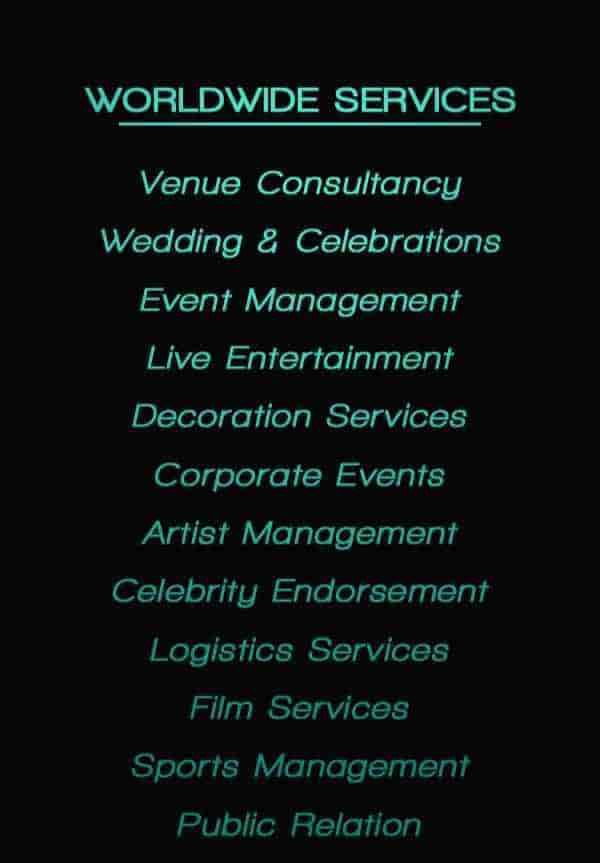 WORLDWIDE SERVICES
Venue Consultancy
Wedding & Celebrations
Event Management
Live Entertainment
Decoration Services
Corporate Events
Artist Management
Celebrity Endorsement
Logistics Services
Film Services
Sports Management
Public Relation